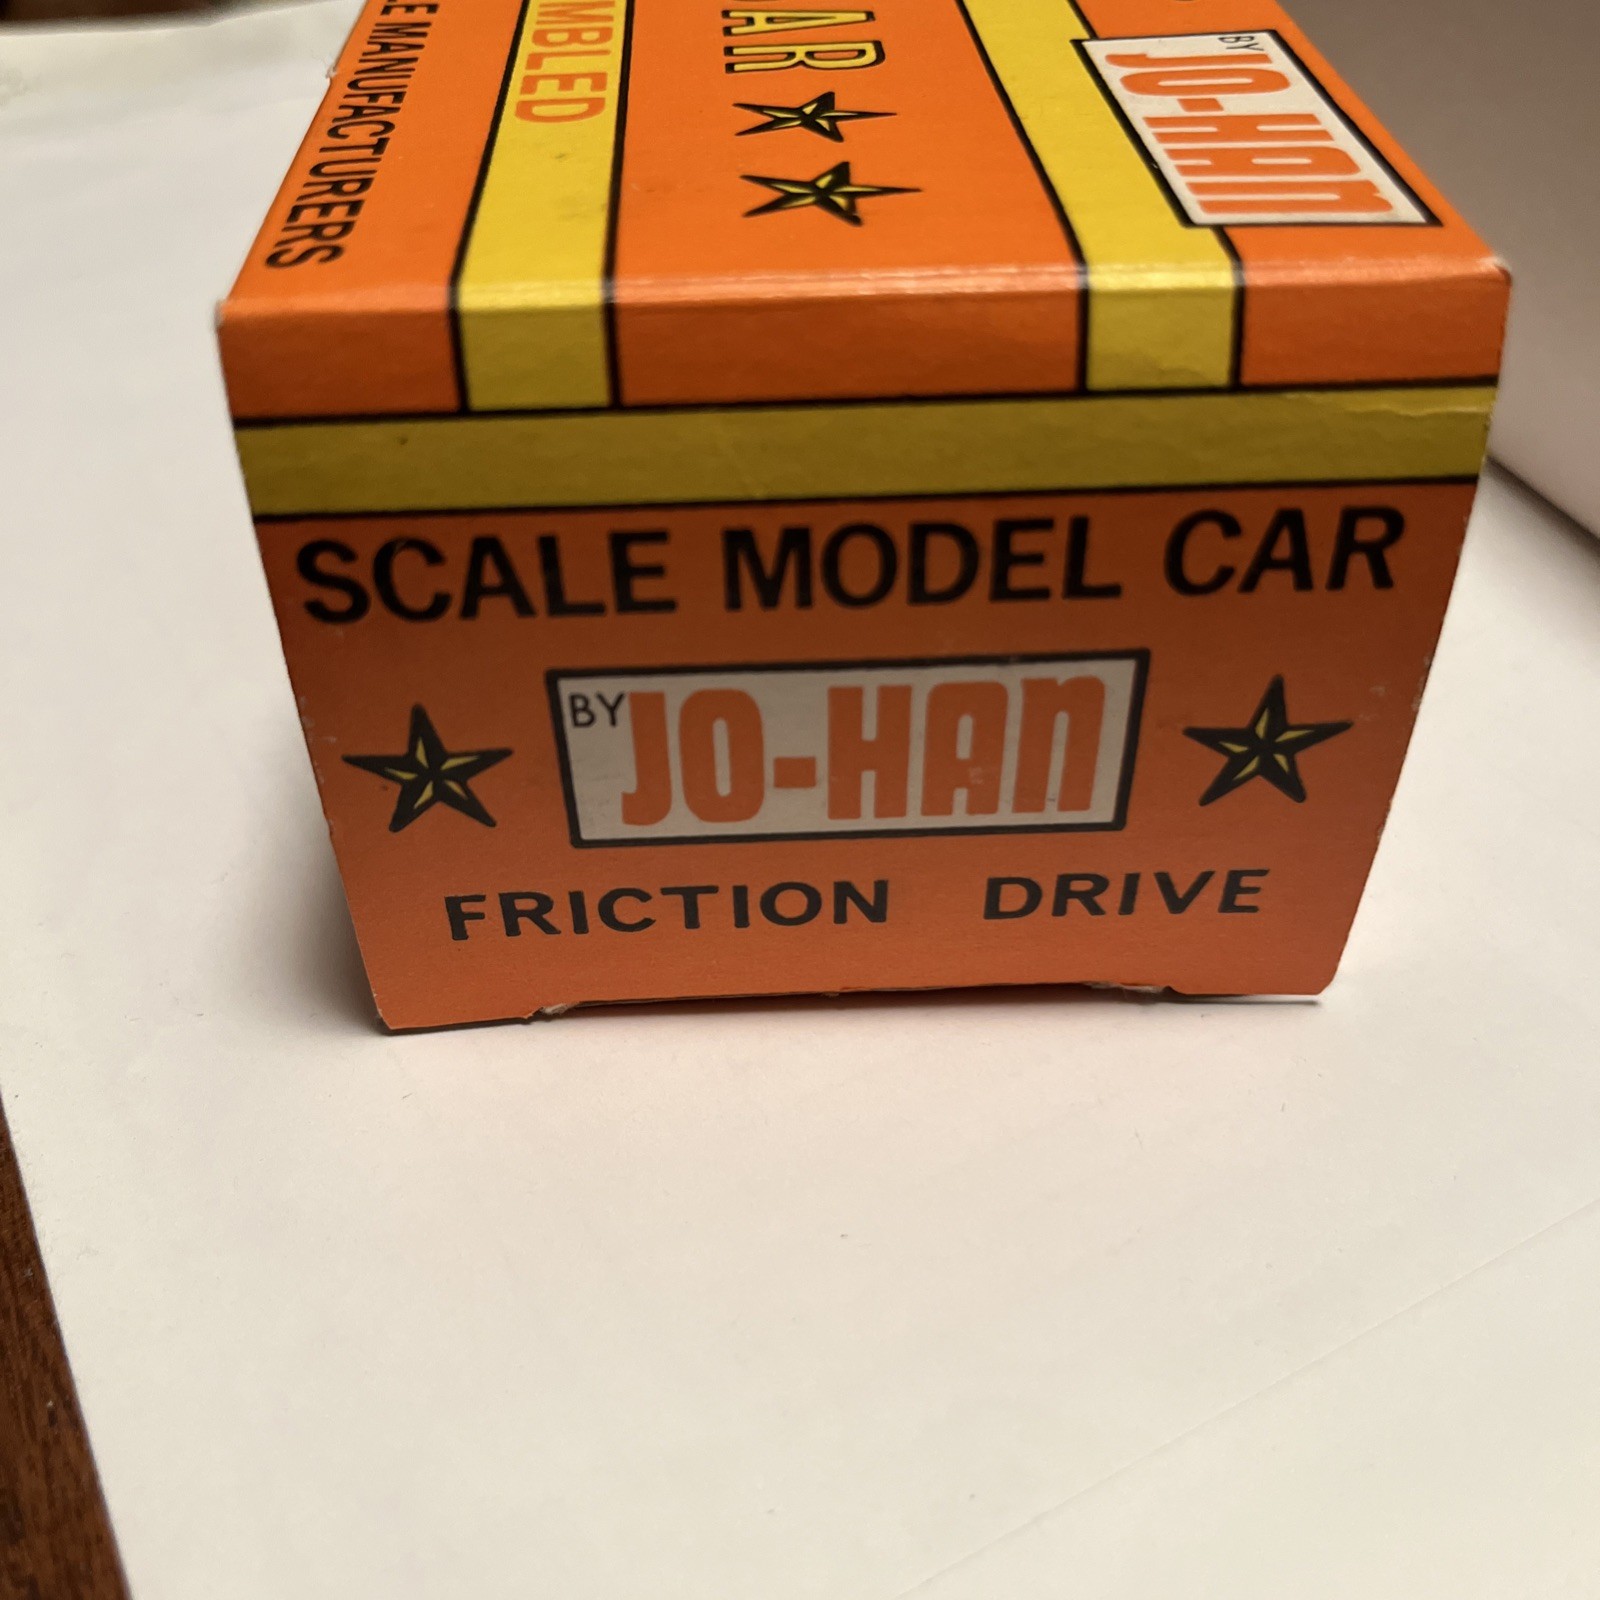 MANUFACTURERS
BY
JO-HAN
SCALE MODEL CAR
BY JO-HAN
FRICTION DRIVE